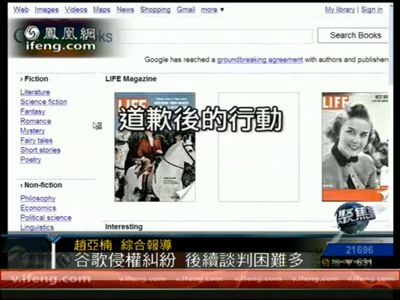 Web Images Videos Maps News Shopping Gmail more ▼
My library | Sign in
鳳凰網
ifeng.com
Search Books
Google has reached a groundbreaking agreement with authors and publishers
› Fiction
Literature
Science fiction
Fantasy
Romance
Mystery
Fairy tales
Short stories
Poetry
› Non-fiction
Philosophy
Economics
Political science
Linguistics
LIFE Magazine
LIFE
LIFE
道歉後的行動
Interesting
聚焦
趙亞楠 綜合報導
谷歌侵權糾紛 後續談判困難多
21696
v.ifeng.com
v.ifeng.com
v.ifeng.com
v.ifeng.com